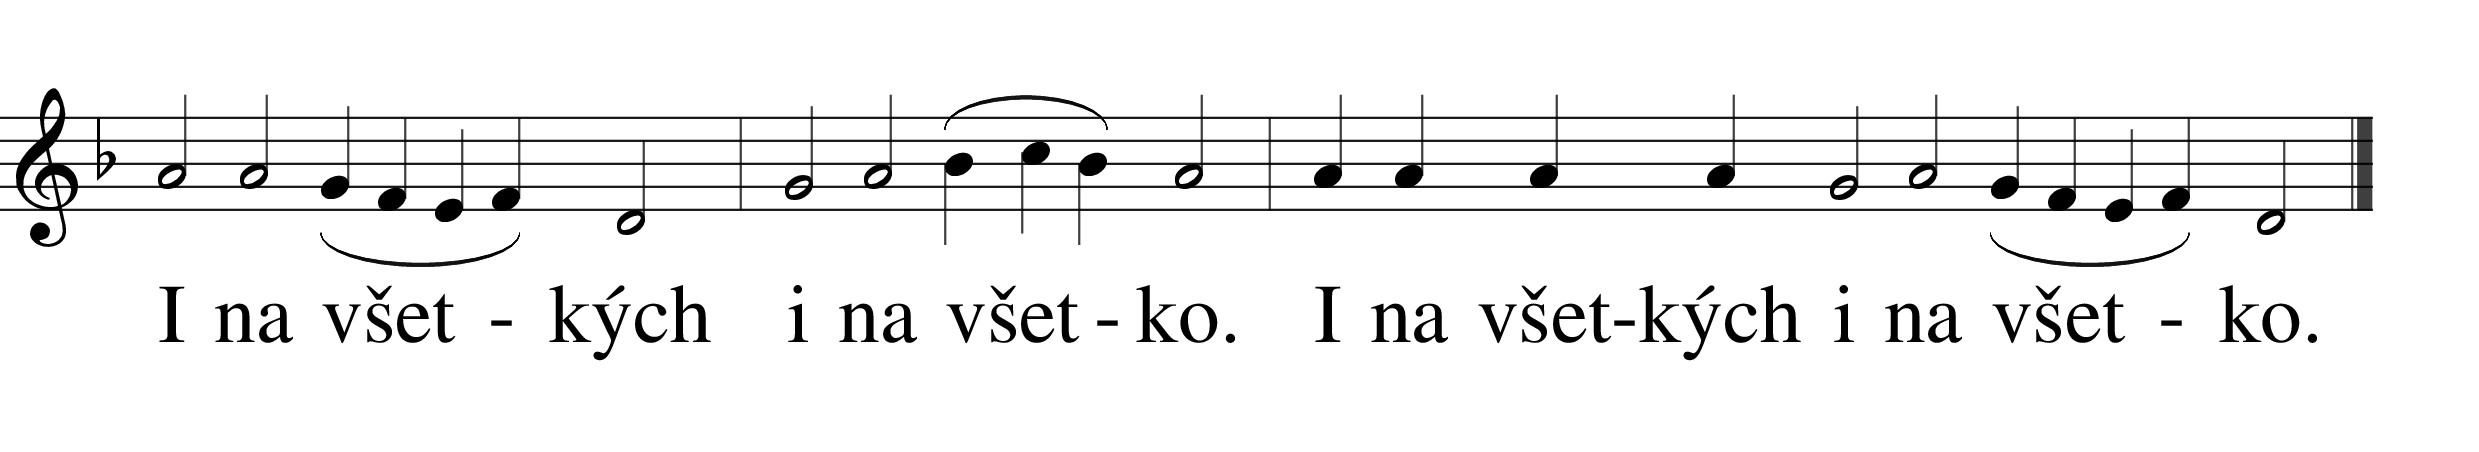 I na všet - kých i na všet - ko. I na všet-kých i na všet - ko.